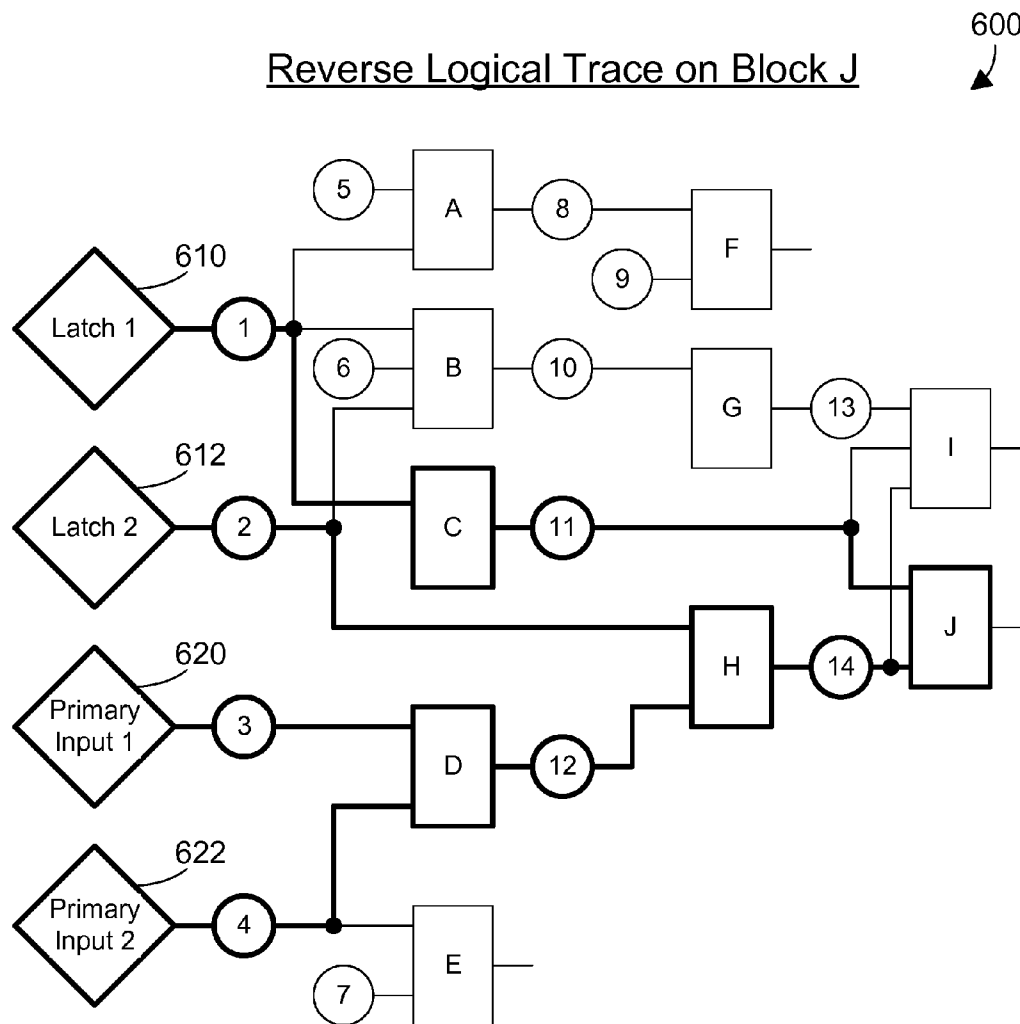 600
Reverse Logical Trace on Block J
5
A
8
F
9
610
Latch 1
1
6
B
10
G
13
I
612
Latch 2
2
C
11
J
H
14
620
Primary
Input 1
3
D
12
622
Primary
Input 2
4
E
7